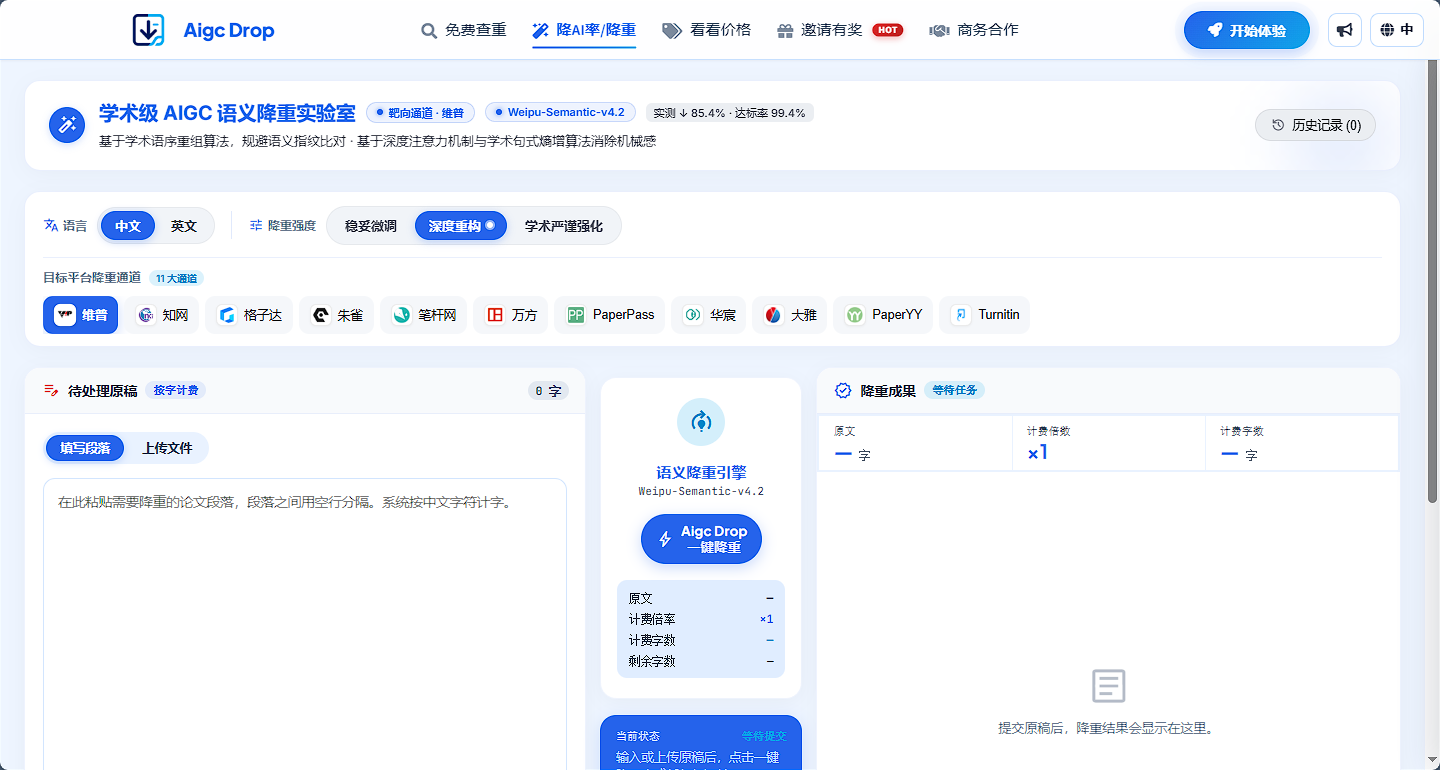 Aigc Drop
免费查重
降AI率/降重
看看价格
邀请有奖
HOT
商务合作
开始体验
中
学术级 AIGC 语义降重实验室
靶向通道 · 维普
Weipu-Semantic-v4.2
实测 ↓ 85.4% · 达标率 99.4%
基于学术语序重组算法，规避语义指纹比对 · 基于深度注意力机制与学术句式熵增算法消除机械感
历史记录 (0)
语言
中文
英文
降重强度
稳妥微调
深度重构
学术严谨强化
目标平台降重通道
11 大通道
维普
知网
格子达
朱雀
笔杆网
万方
PaperPass
华宸
大雅
PaperYY
Turnitin
待处理原稿
按字计费
0 字
填写段落
上传文件
在此粘贴需要降重的论文段落，段落之间用空行分隔。系统按中文字符计字。
语义降重引擎
Weipu-Semantic-v4.2
Aigc Drop
一键降重
原文 —
计费倍率 ×1
计费字数 —
剩余字数 —
当前状态
等待提交
输入或上传原稿后，点击一键
降重成果
等待任务
原文
— 字
计费倍数
×1
计费字数
— 字
提交原稿后，降重结果会显示在这里。